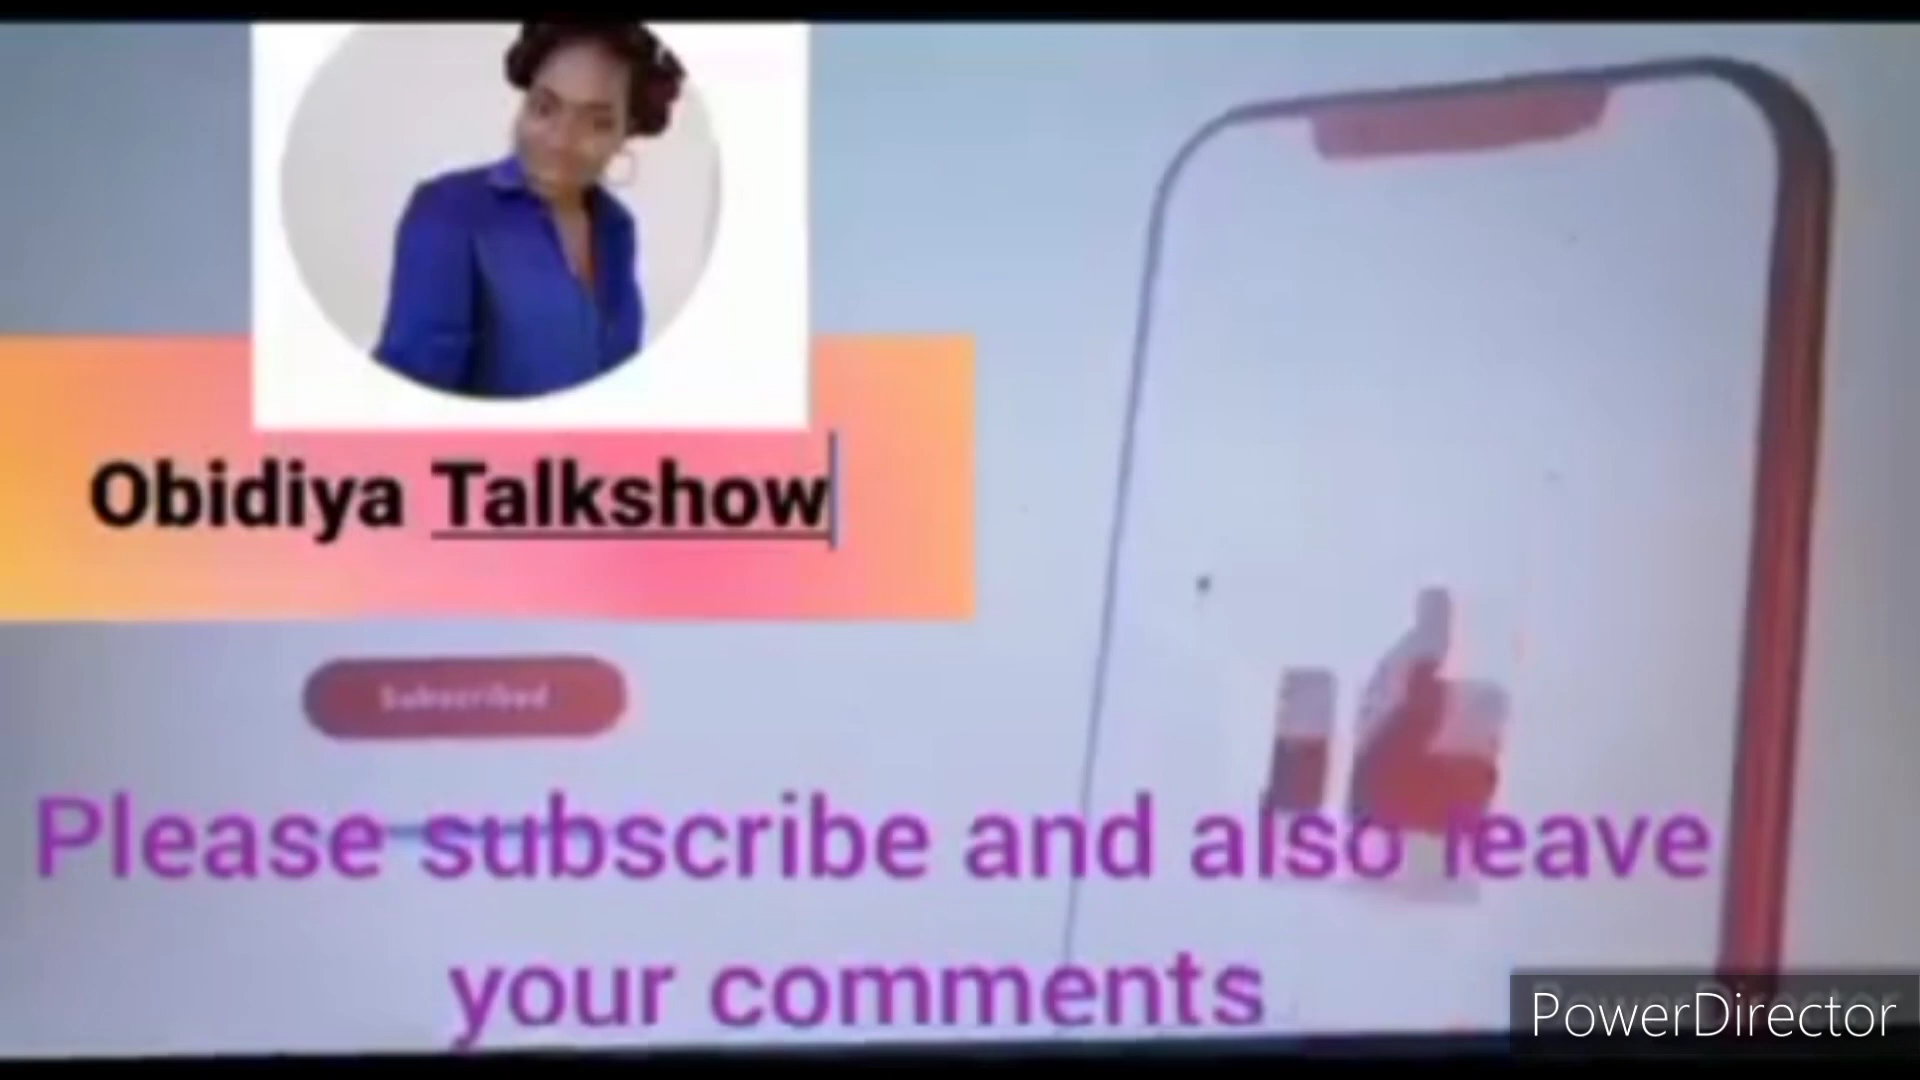 Obidiya Talkshow
Subscribed
Please subscribe and also leave
your comments
PowerDirector